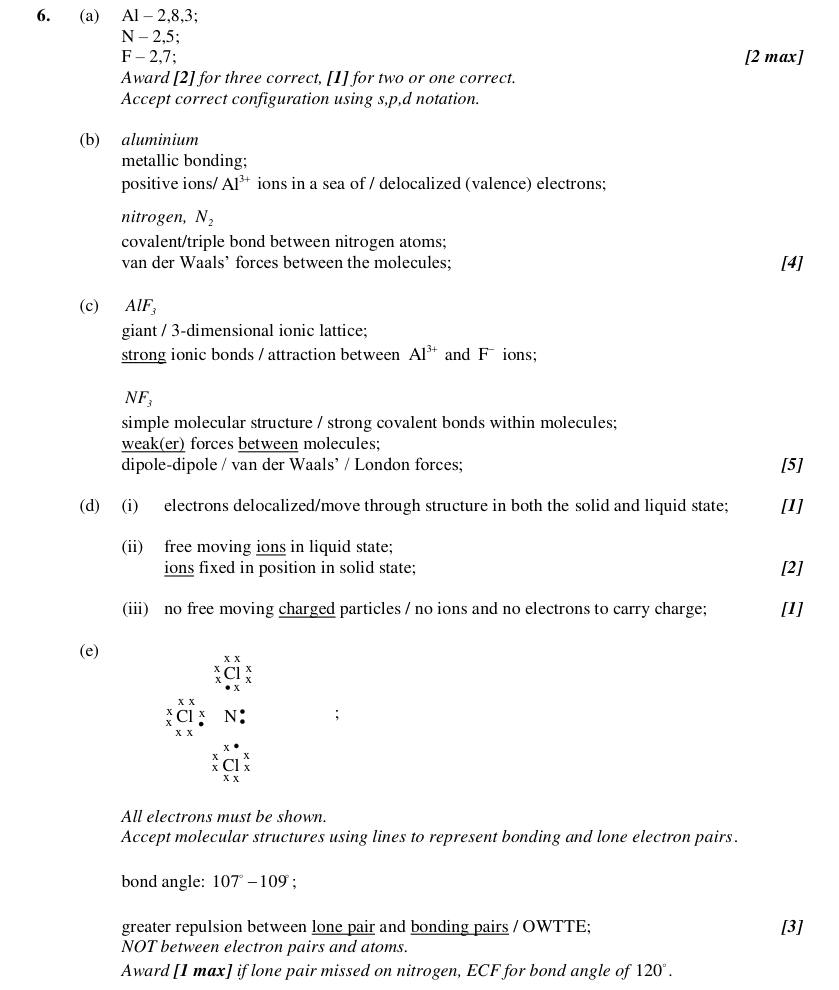 6. (a) Al – 2,8,3;
N – 2,5;
F – 2,7; [2 max]
Award [2] for three correct, [1] for two or one correct.
Accept correct configuration using s,p,d notation.
(b) aluminium
metallic bonding;
positive ions/ Al³⁺ ions in a sea of / delocalized (valence) electrons;
nitrogen, N₂
covalent/triple bond between nitrogen atoms;
van der Waals’ forces between the molecules; [4]
(c) AlF₃
giant / 3-dimensional ionic lattice;
strong ionic bonds / attraction between Al³⁺ and F⁻ ions;
NF₃
simple molecular structure / strong covalent bonds within molecules;
weak(er) forces between molecules;
dipole-dipole / van der Waals’ / London forces; [5]
(d) (i) electrons delocalized/move through structure in both the solid and liquid state; [1]
(ii) free moving ions in liquid state;
ions fixed in position in solid state; [2]
(iii) no free moving charged particles / no ions and no electrons to carry charge; [1]
(e)
x x
x Cl x
x x
• x
x x
x Cl x N: ;
x •
x x
x •
x x
x Cl x
x x
All electrons must be shown.
Accept molecular structures using lines to represent bonding and lone electron pairs.
bond angle: 107° – 109°;
greater repulsion between lone pair and bonding pairs / OWTTE; [3]
NOT between electron pairs and atoms.
Award [1 max] if lone pair missed on nitrogen, ECF for bond angle of 120°.